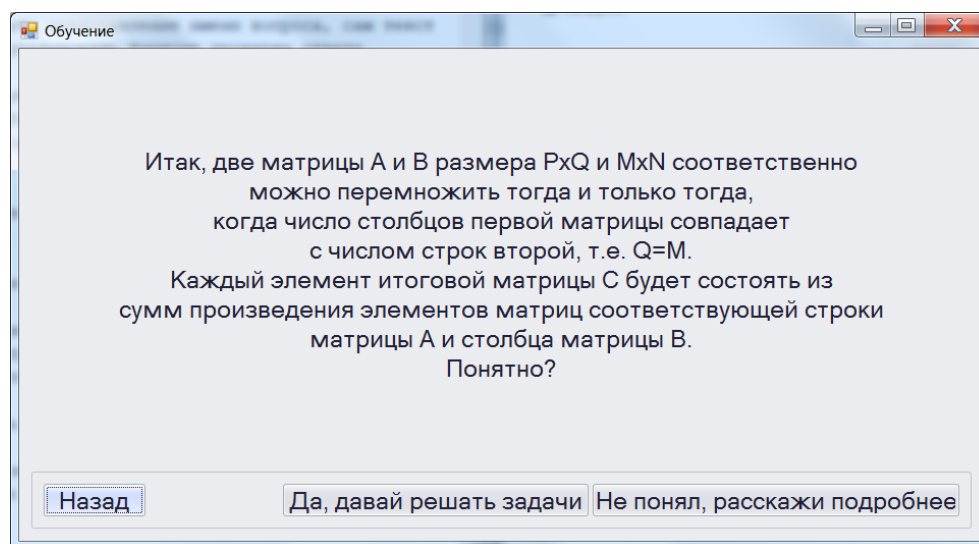 Обучение
Итак, две матрицы A и B размера PxQ и MxN соответственно
можно перемножить тогда и только тогда,
когда число столбцов первой матрицы совпадает
с числом строк второй, т.е. Q=M.
Каждый элемент итоговой матрицы C будет состоять из
сумм произведения элементов матриц соответствующей строки
матрицы A и столбца матрицы B.
Понятно?
Назад
Да, давай решать задачи
Не понял, расскажи подробнее